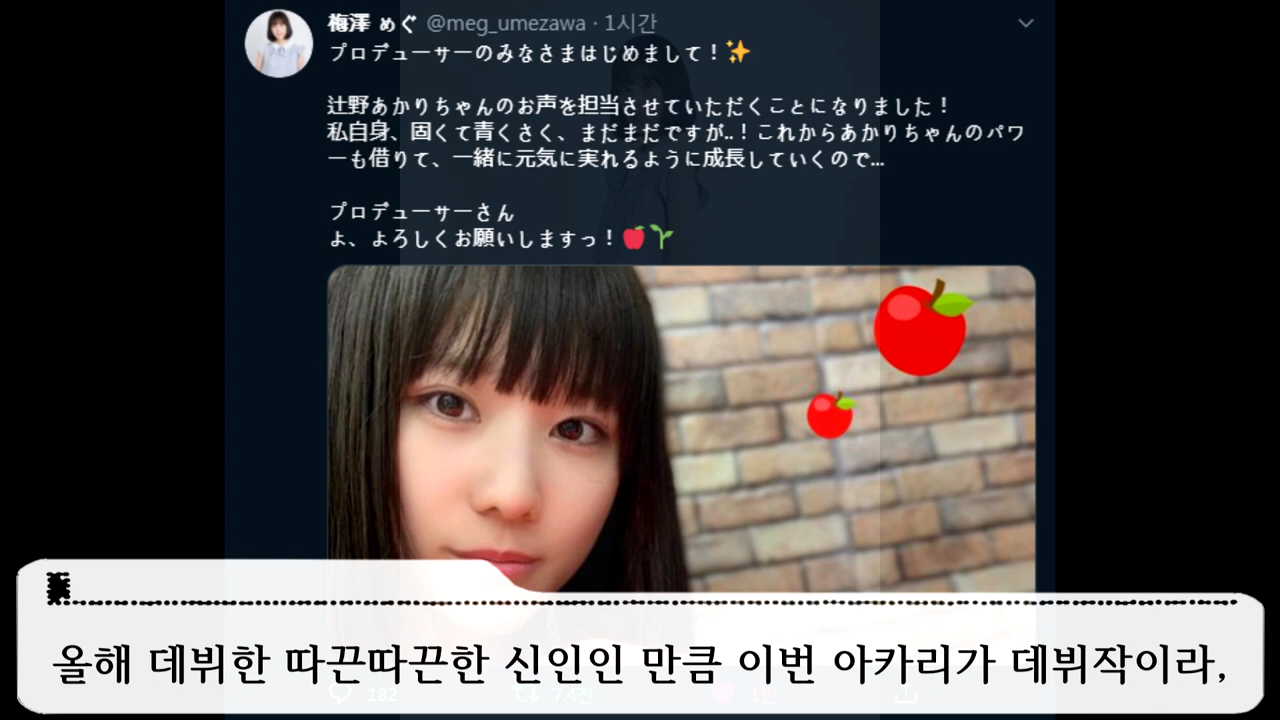 梅澤 めぐ @meg_umezawa · 1시간
プロデューサーのみなさまはじめまして！✨
辻野あかりちゃんのお声を担当させていただくことになりました！
私自身、固くて青くさく、まだまだですが..！これからあかりちゃんのパワ
ーも借りて、一緒に元気に実れるように成長していくので...
プロデューサーさん
ょ、よろしくお願いしますっ！🍎🌱
올해 데뷔한 따끈따끈한 신인인 만큼 이번 아카리가 데뷔작이라,
182 7.4천 1만